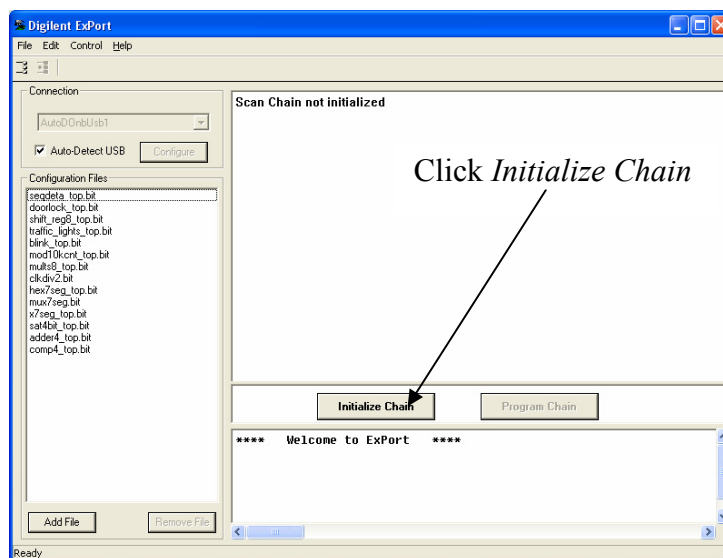 Digilent ExPort
File Edit Control Help
Connection
AutoDOnbUsb1
Auto-Detect USB
Configure
Configuration Files
seqdeta_top.bit
doorlock_top.bit
shift_reg8_top.bit
traffic_lights_top.bit
blink_top.bit
mod10kcnt_top.bit
mults8_top.bit
clkdiv2.bit
hex7seg_top.bit
mux7seg.bit
x7seg_top.bit
sat4bit_top.bit
adder4_top.bit
comp4_top.bit
Add File
Remove File
Scan Chain not initialized
Click Initialize Chain
Initialize Chain
Program Chain
**** Welcome to ExPort ****
Ready